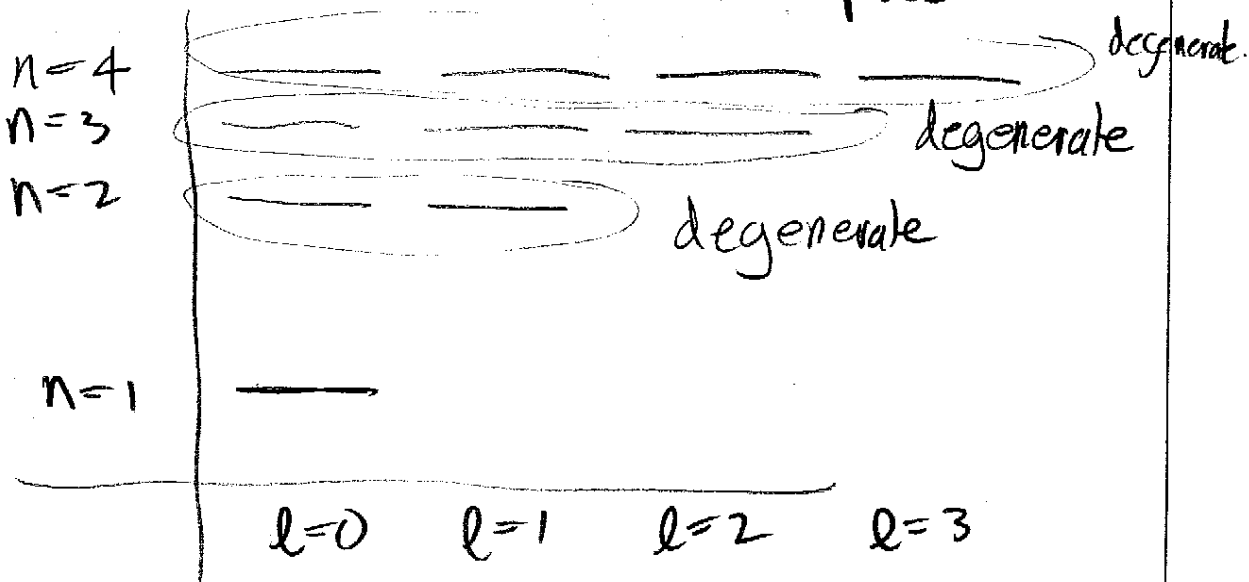 n=4 degenerate.
n=3 degenerate
n=2 degenerate
n=1
l=0 l=1 l=2 l=3